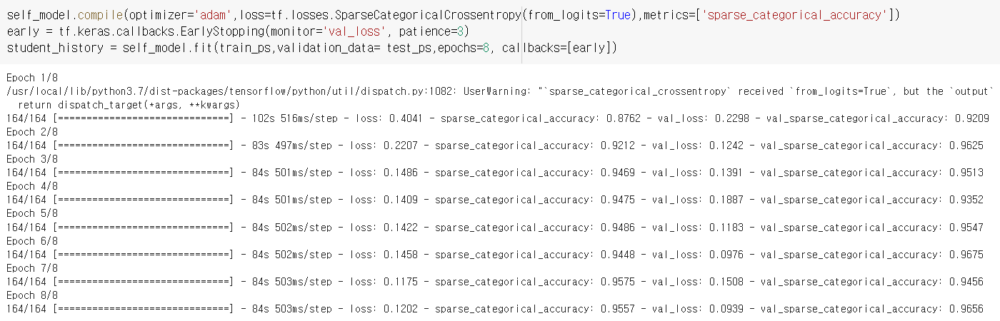 self_model.compile(optimizer='adam',loss=tf.losses.SparseCategoricalCrossentropy(from_logits=True),metrics=['sparse_categorical_accuracy'])
early = tf.keras.callbacks.EarlyStopping(monitor='val_loss', patience=3)
student_history = self_model.fit(train_ps,validation_data= test_ps,epochs=8, callbacks=[early])
Epoch 1/8
/usr/local/lib/python3.7/dist-packages/tensorflow/python/util/dispatch.py:1082: UserWarning: "`sparse_categorical_crossentropy` received `from_logits=True`, but the `output`
  return dispatch_target(*args, **kwargs)
164/164 [==============================] - 102s 516ms/step - loss: 0.4041 - sparse_categorical_accuracy: 0.8762 - val_loss: 0.2298 - val_sparse_categorical_accuracy: 0.9209
Epoch 2/8
164/164 [==============================] - 83s 497ms/step - loss: 0.2207 - sparse_categorical_accuracy: 0.9212 - val_loss: 0.1242 - val_sparse_categorical_accuracy: 0.9625
Epoch 3/8
164/164 [==============================] - 84s 501ms/step - loss: 0.1486 - sparse_categorical_accuracy: 0.9469 - val_loss: 0.1391 - val_sparse_categorical_accuracy: 0.9513
Epoch 4/8
164/164 [==============================] - 84s 501ms/step - loss: 0.1409 - sparse_categorical_accuracy: 0.9475 - val_loss: 0.1887 - val_sparse_categorical_accuracy: 0.9352
Epoch 5/8
164/164 [==============================] - 84s 502ms/step - loss: 0.1422 - sparse_categorical_accuracy: 0.9486 - val_loss: 0.1183 - val_sparse_categorical_accuracy: 0.9547
Epoch 6/8
164/164 [==============================] - 84s 502ms/step - loss: 0.1458 - sparse_categorical_accuracy: 0.9448 - val_loss: 0.0976 - val_sparse_categorical_accuracy: 0.9675
Epoch 7/8
164/164 [==============================] - 84s 503ms/step - loss: 0.1175 - sparse_categorical_accuracy: 0.9575 - val_loss: 0.1508 - val_sparse_categorical_accuracy: 0.9456
Epoch 8/8
164/164 [==============================] - 84s 503ms/step - loss: 0.1202 - sparse_categorical_accuracy: 0.9557 - val_loss: 0.0939 - val_sparse_categorical_accuracy: 0.9656